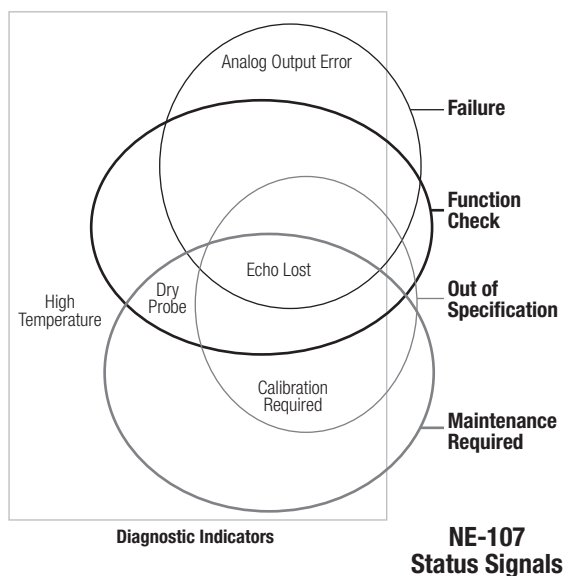 Analog Output Error
Failure
Function
Check
Echo Lost
Dry
Probe
High
Temperature
Out of
Specification
Calibration
Required
Maintenance
Required
Diagnostic Indicators
NE-107
Status Signals